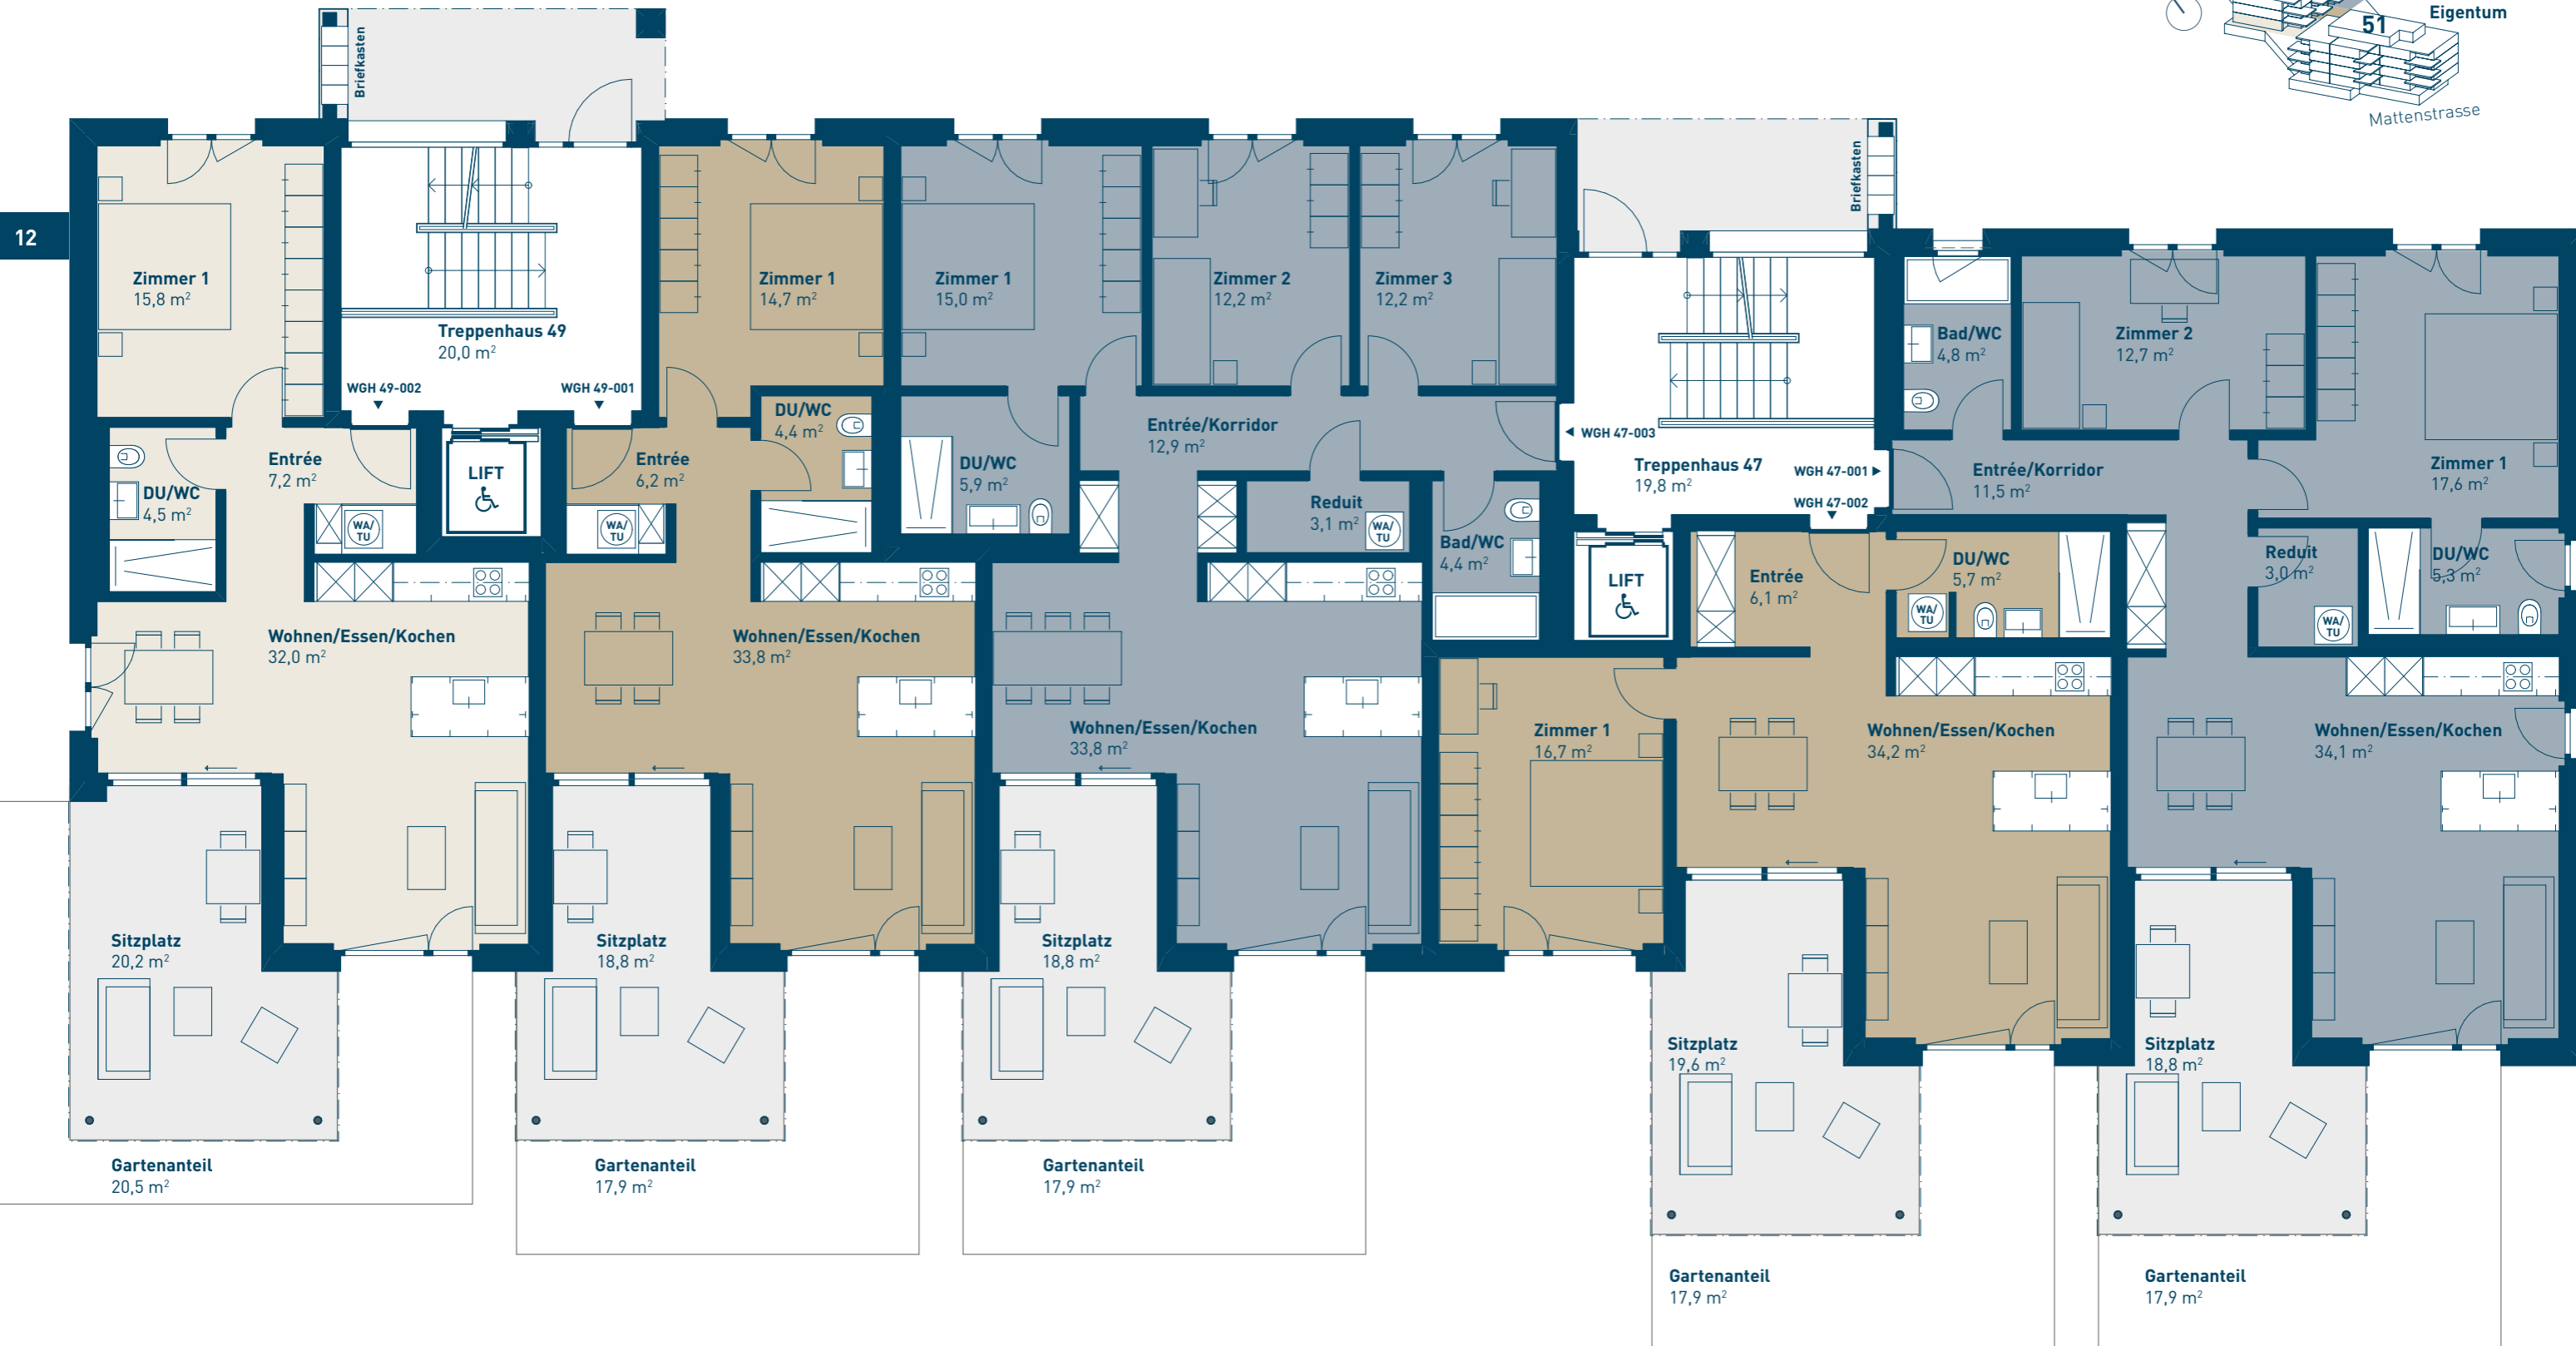 51
Eigentum
Mattenstrasse
12
Briefkasten
Briefkasten
Zimmer 1
15,8 m²
Treppenhaus 49
20,0 m²
WGH 49-002
WGH 49-001
Zimmer 1
14,7 m²
Zimmer 1
15,0 m²
Zimmer 2
12,2 m²
Zimmer 3
12,2 m²
Bad/WC
4,8 m²
Zimmer 2
12,7 m²
Zimmer 1
17,6 m²
DU/WC
4,5 m²
Entrée
7,2 m²
WA/
TU
LIFT
Entrée
6,2 m²
WA/
TU
DU/WC
4,4 m²
DU/WC
5,9 m²
Entrée/Korridor
12,9 m²
Reduit
3,1 m²
WA/
TU
Bad/WC
4,4 m²
WGH 47-003
Treppenhaus 47
19,8 m²
WGH 47-001
WGH 47-002
Entrée/Korridor
11,5 m²
LIFT
Entrée
6,1 m²
DU/WC
5,7 m²
WA/
TU
Reduit
3,0 m²
WA/
TU
DU/WC
5,3 m²
Wohnen/Essen/Kochen
32,0 m²
Wohnen/Essen/Kochen
33,8 m²
Wohnen/Essen/Kochen
33,8 m²
Zimmer 1
16,7 m²
Wohnen/Essen/Kochen
34,2 m²
Wohnen/Essen/Kochen
34,1 m²
Sitzplatz
20,2 m²
Sitzplatz
18,8 m²
Sitzplatz
18,8 m²
Sitzplatz
19,6 m²
Sitzplatz
18,8 m²
Gartenanteil
20,5 m²
Gartenanteil
17,9 m²
Gartenanteil
17,9 m²
Gartenanteil
17,9 m²
Gartenanteil
17,9 m²